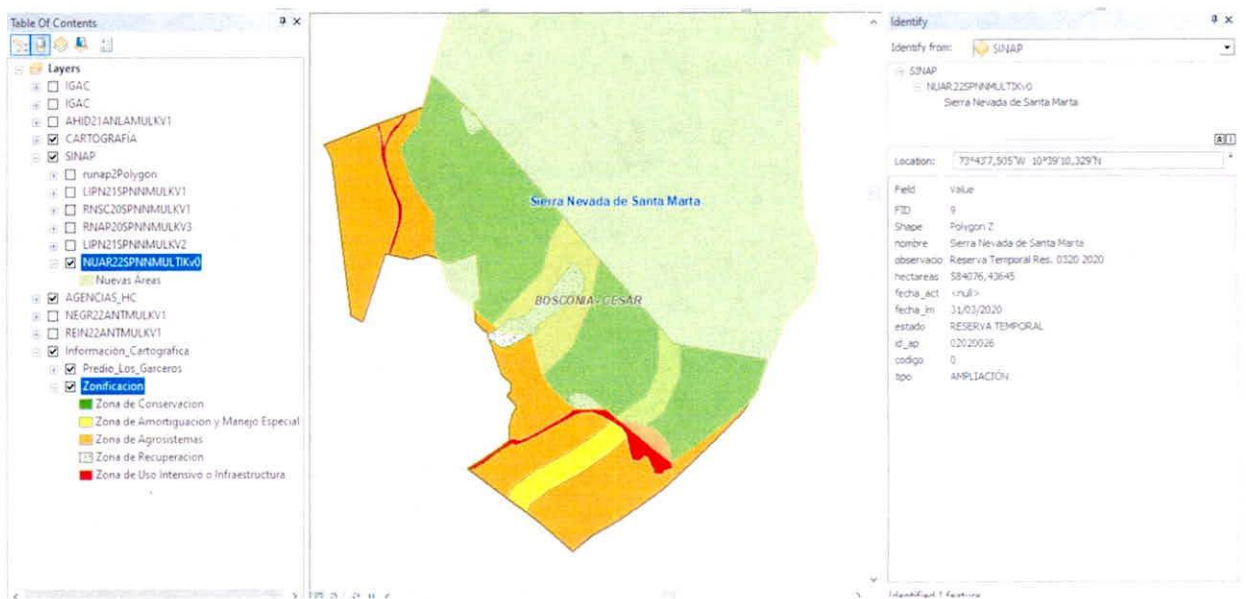 Table Of Contents
Layers
IGAC
IGAC
AHID21ANLAMULKV1
CARTOGRAFIA
SINAP
runap2Polygon
LIPN21SPNNMULKV1
RNSC20SPNNMULKV1
RNAP20SPNNMULKV3
LIPN21SPNNMULKV2
NUAR22SPNNMULTIKv0
Nuevas Áreas
AGENCIAS_HC
NEGR22ANTMULKV1
REIN22ANTMULKV1
Información_Cartografica
Predio_Los_Garceros
Zonificacion
Zona de Conservacion
Zona de Amortiguacion y Manejo Especial
Zona de Agrosistemas
Zona de Recuperacion
Zona de Uso Intensivo o Infraestructura
Sierra Nevada de Santa Marta
BOSCONIA - CESAR
Identify
Identify from: SINAP
SINAP
NUAR22SPNNMULTIKv0
Sierra Nevada de Santa Marta
Location: 73°43'7,505"W 10°39'10,329"N
Field Value
FID 9
Shape Polygon Z
nombre Sierra Nevada de Santa Marta
observacio Reserva Temporal Res. 0320 2020
hectareas 584076,43645
fecha_act <null>
fecha_in 31/03/2020
estado RESERVA TEMPORAL
id_ap 02020026
codigo 0
tipo AMPLIACIÓN
Identified 1 feature